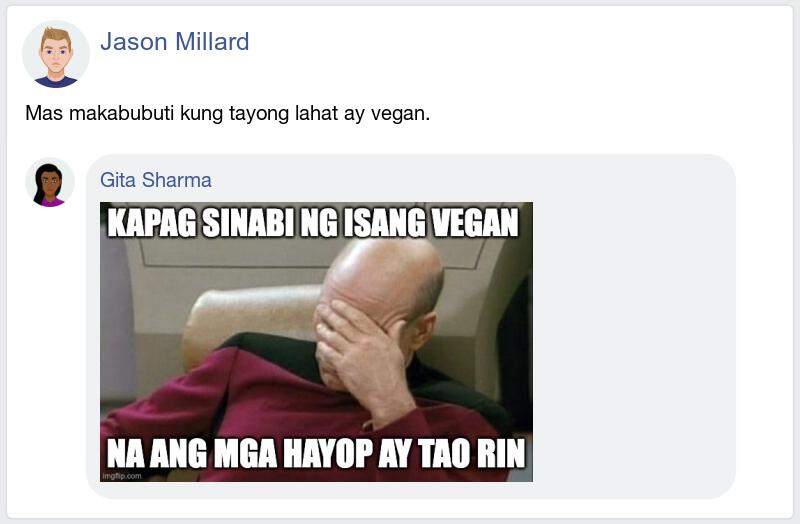 Jason Millard
Mas makabubuti kung tayong lahat ay vegan.
Gita Sharma
KAPAG SINABI NG ISANG VEGAN
NA ANG MGA HAYOP AY TAO RIN
imgflip.com